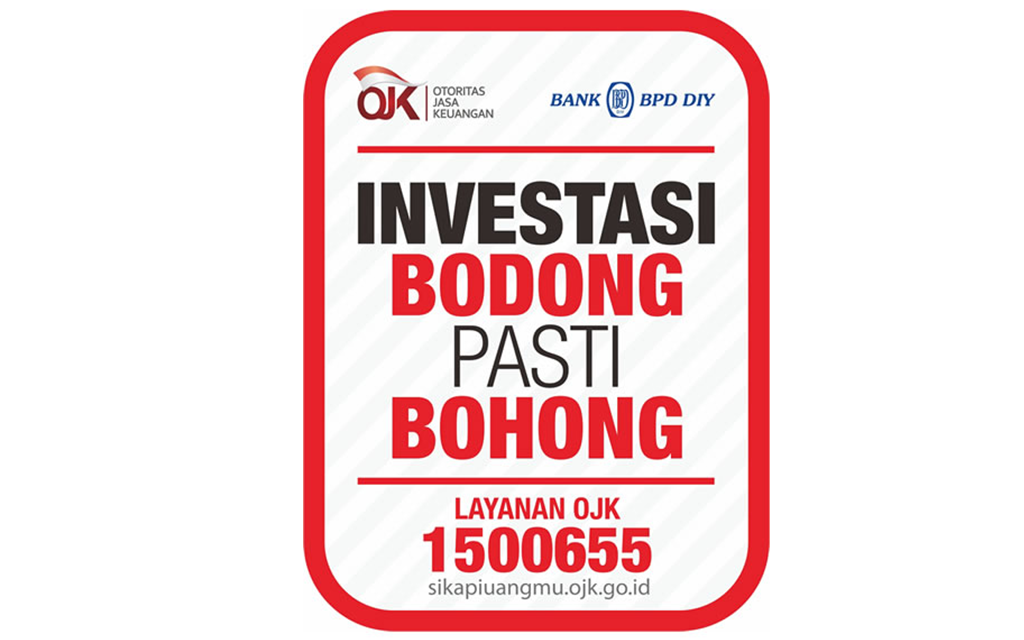 OJK OTORITAS
JASA
KEUANGAN
BANK BPD DIY
INVESTASI
BODONG
PASTI
BOHONG
LAYANAN OJK
1500655
sikapiuangmu.ojk.go.id